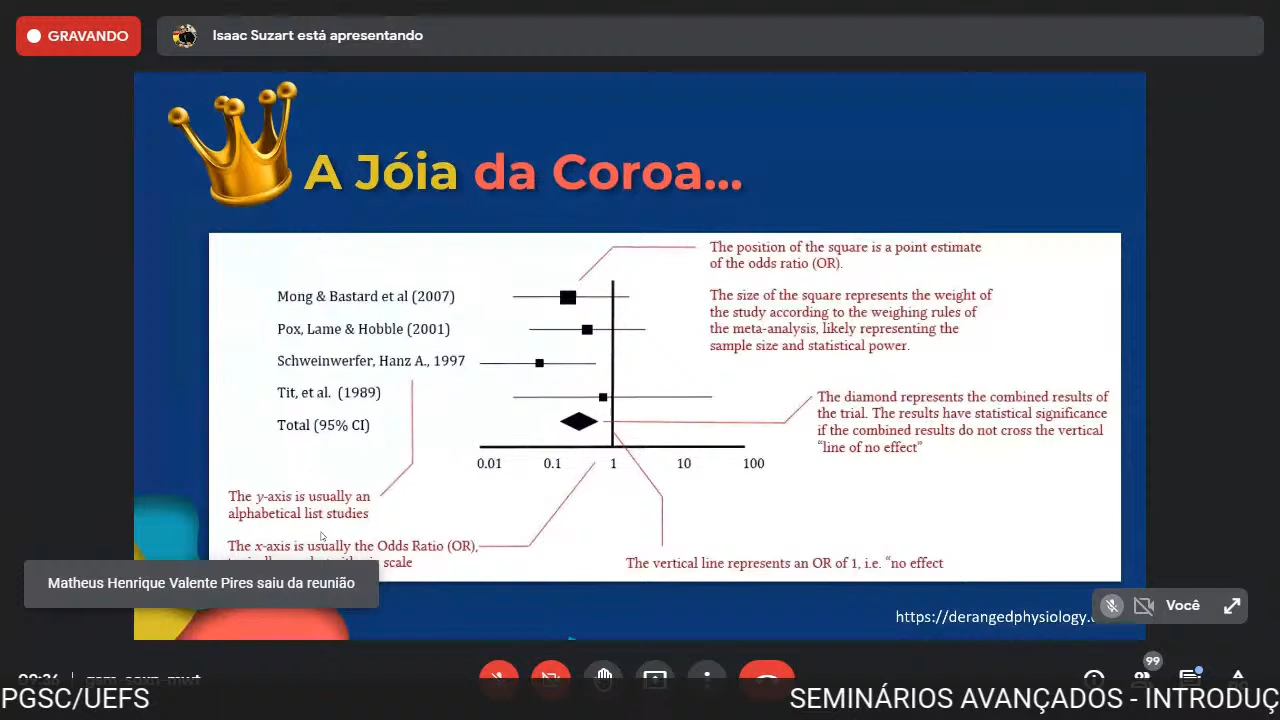 GRAVANDO
Isaac Suzart está apresentando
A Jóia da Coroa...
The position of the square is a point estimate
of the odds ratio (OR).
Mong & Bastard et al (2007)
The size of the square represents the weight of
the study according to the weighing rules of
the meta-analysis, likely representing the
sample size and statistical power.
Pox, Lame & Hobble (2001)
Schweinwerfer, Hanz A., 1997
Tit, et al. (1989)
Total (95% CI)
The diamond represents the combined results of
the trial. The results have statistical significance
if the combined results do not cross the vertical
"line of no effect"
0.01 0.1 1 10 100
The y-axis is usually an
alphabetical list studies
The x-axis is usually the Odds Ratio (OR),
scale
The vertical line represents an OR of 1, i.e. "no effect
Matheus Henrique Valente Pires saiu da reunião
Você
https://derangedphysiology.
99
PGSC/UEFS
SEMINÁRIOS AVANÇADOS - INTRODUÇ